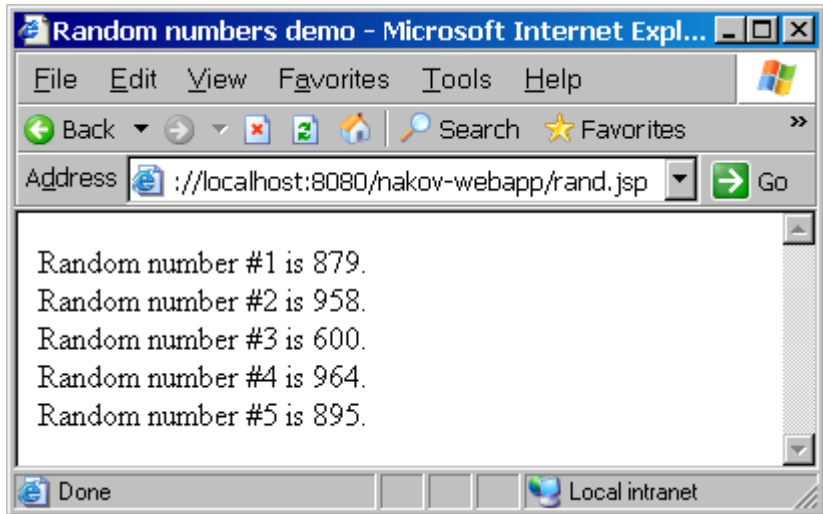 Random numbers demo - Microsoft Internet Expl...
File Edit View Favorites Tools Help
Back Search Favorites »
Address ://localhost:8080/nakov-webapp/rand.jsp Go
Random number #1 is 879.
Random number #2 is 958.
Random number #3 is 600.
Random number #4 is 964.
Random number #5 is 895.
Done Local intranet